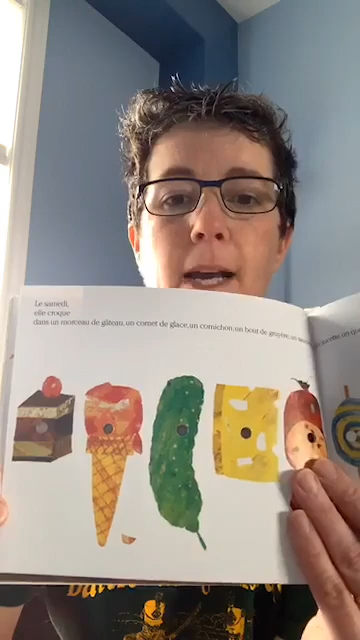 Le samedi,
elle croque
dans un morceau de gâteau, un cornet de glace, un cornichon, un bout de gruyère, un